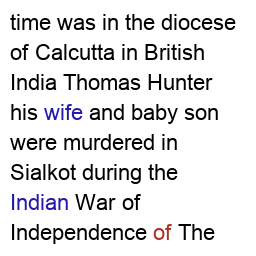 time was in the diocese
of Calcutta in British
India Thomas Hunter
his wife and baby son
were murdered in
Sialkot during the
Indian War of
Independence of The